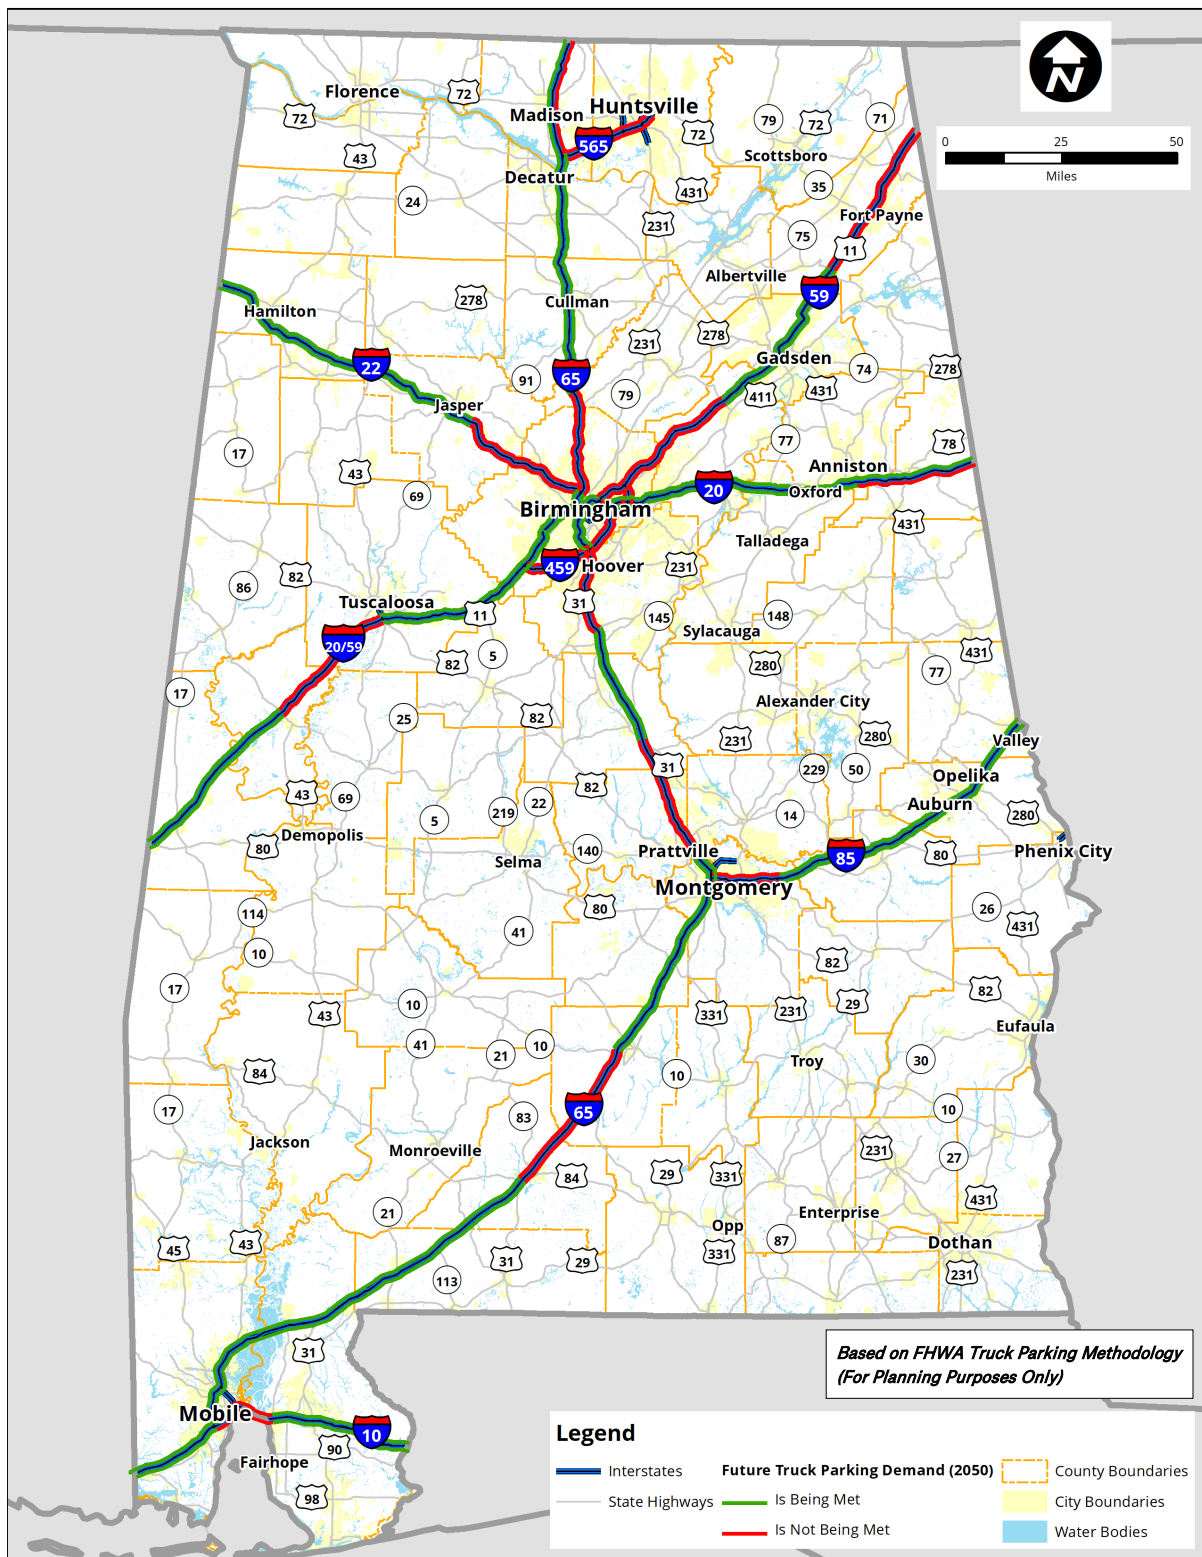 N
0 25 50
Miles
Florence
72
72
Madison
Huntsville
565
72
79
72
71
43
Scottsboro
Decatur
431
35
24
231
Fort Payne
75
11
Albertville
59
Hamilton
278
Cullman
231
278
22
65
Gadsden
74
278
91
79
411
431
Jasper
17
43
77
78
69
20
Anniston
Oxford
Birmingham
431
Talladega
459
Hoover
231
86
82
Tuscaloosa
11
31
145
148
20/59
5
Sylacauga
82
280
431
77
17
25
82
Alexander City
231
280
Valley
31
229
50
Opelika
43
69
82
Auburn
5
219
22
14
280
Demopolis
80
140
Prattville
85
80
Phenix City
Selma
Montgomery
114
80
26
431
10
41
82
17
10
43
331
231
29
82
Eufaula
41
21
10
Troy
30
84
10
17
65
10
83
Jackson
Monroeville
231
27
84
29
331
431
21
Opp
Enterprise
45
43
31
29
331
87
Dothan
113
231
31
Based on FHWA Truck Parking Methodology
(For Planning Purposes Only)
Mobile
10
90
Fairhope
98
Legend
Interstates
State Highways
Future Truck Parking Demand (2050)
Is Being Met
Is Not Being Met
County Boundaries
City Boundaries
Water Bodies